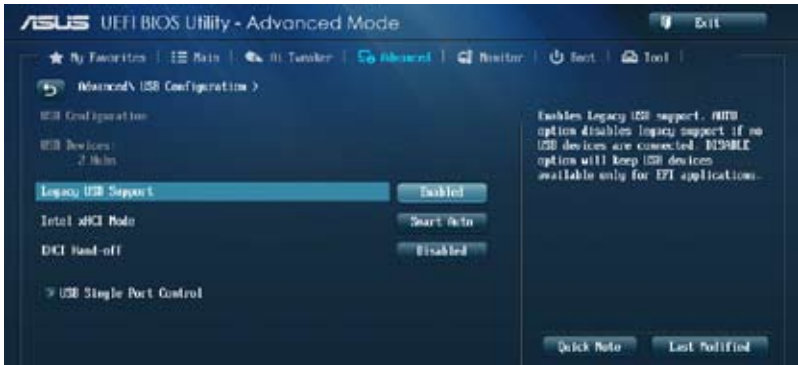 ASUS UEFI BIOS Utility - Advanced Mode
Exit
My Favorites | Main | Ai Tweaker | Advanced | Monitor | Boot | Tool
Advanced\ USB Configuration >
USB Configuration
USB Devices:
2 Hubs
Legacy USB Support Enabled
Intel xHCI Mode Smart Auto
EHCI Hand-off Disabled
> USB Single Port Control
Enables Legacy USB support. AUTO
option disables legacy support if no
USB devices are connected. DISABLE
option will keep USB devices
available only for EFI applications.
Quick Note Last Modified